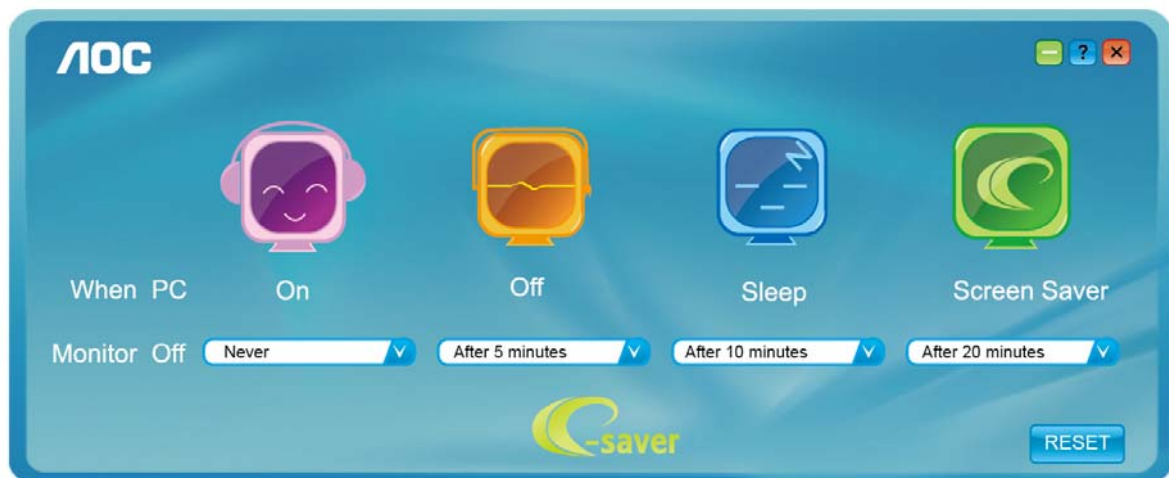 AOC
?
Z
When PC On Off Sleep Screen Saver
Monitor Off Never After 5 minutes After 10 minutes After 20 minutes
e-saver
RESET